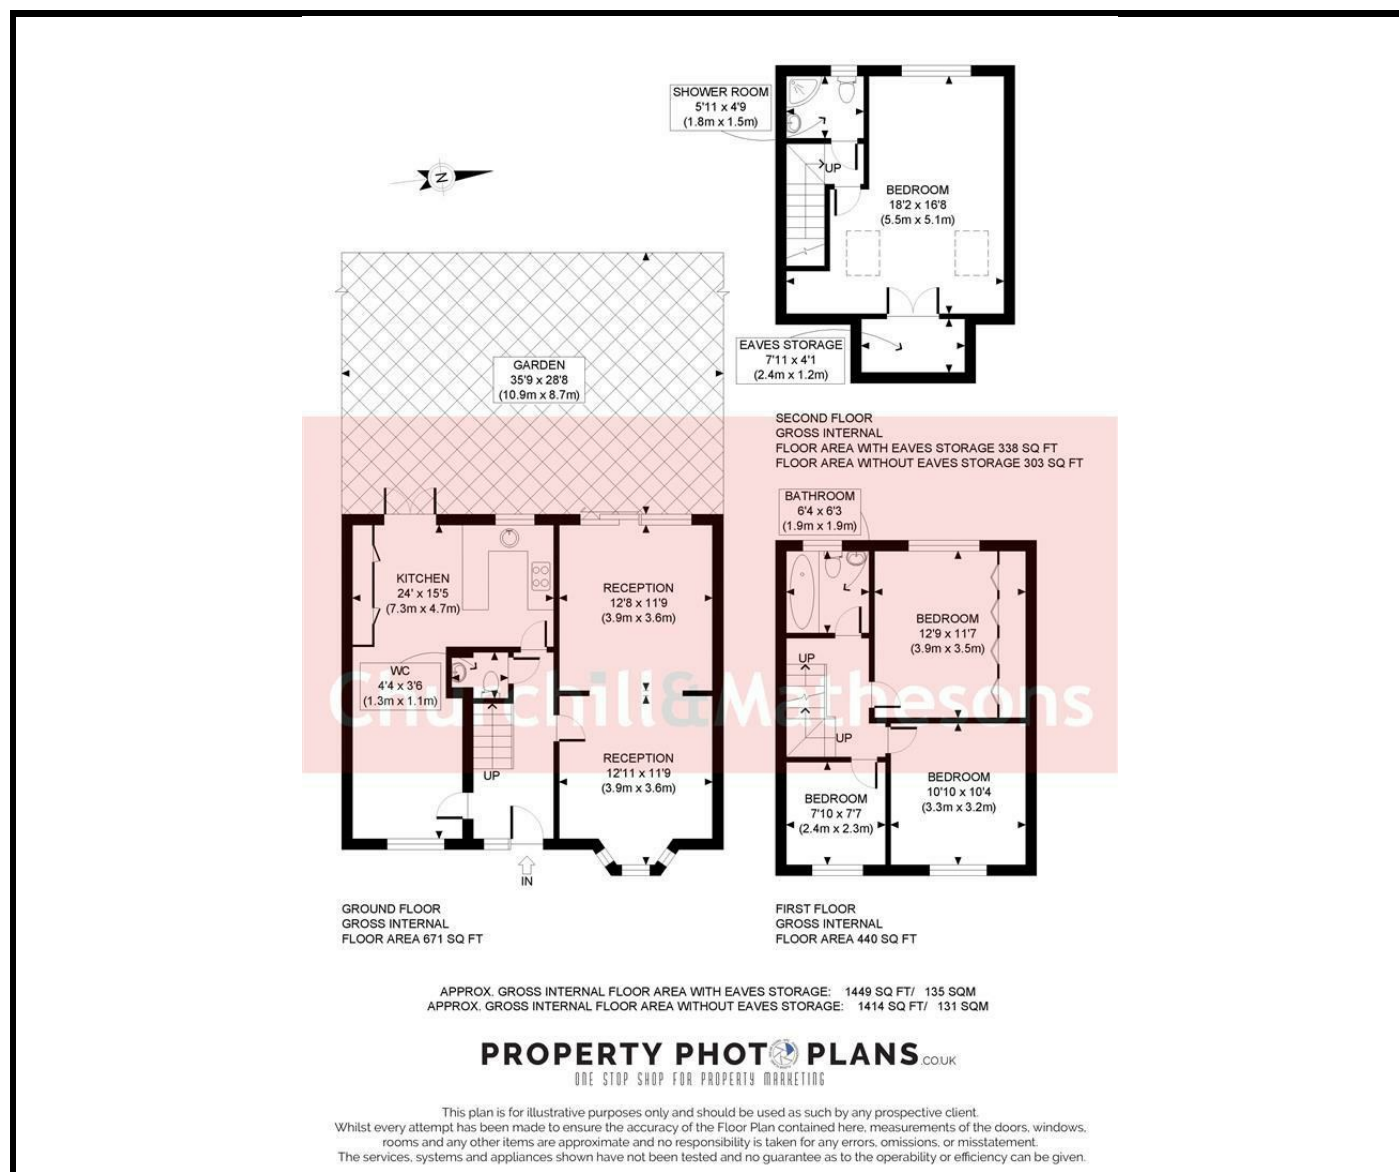 SHOWER ROOM
5'11 x 4'9
(1.8m x 1.5m)
UP
BEDROOM
18'2 x 16'8
(5.5m x 5.1m)
N
EAVES STORAGE
7'11 x 4'1
(2.4m x 1.2m)
GARDEN
35'9 x 28'8
(10.9m x 8.7m)
SECOND FLOOR
GROSS INTERNAL
FLOOR AREA WITH EAVES STORAGE 338 SQ FT
FLOOR AREA WITHOUT EAVES STORAGE 303 SQ FT
BATHROOM
6'4 x 6'3
(1.9m x 1.9m)
KITCHEN
24' x 15'5
(7.3m x 4.7m)
RECEPTION
12'8 x 11'9
(3.9m x 3.6m)
BEDROOM
12'9 x 11'7
(3.9m x 3.5m)
WC
4'4 x 3'6
(1.3m x 1.1m)
UP
Churchill&Mathesons
UP
UP
RECEPTION
12'11 x 11'9
(3.9m x 3.6m)
BEDROOM
7'10 x 7'7
(2.4m x 2.3m)
BEDROOM
10'10 x 10'4
(3.3m x 3.2m)
IN
GROUND FLOOR
GROSS INTERNAL
FLOOR AREA 671 SQ FT
FIRST FLOOR
GROSS INTERNAL
FLOOR AREA 440 SQ FT
APPROX. GROSS INTERNAL FLOOR AREA WITH EAVES STORAGE: 1449 SQ FT/ 135 SQM
APPROX. GROSS INTERNAL FLOOR AREA WITHOUT EAVES STORAGE: 1414 SQ FT/ 131 SQM
PROPERTY PHOTO PLANS.CO.UK
ONE STOP SHOP FOR PROPERTY MARKETING
This plan is for illustrative purposes only and should be used as such by any prospective client.
Whilst every attempt has been made to ensure the accuracy of the Floor Plan contained here, measurements of the doors, windows,
rooms and any other items are approximate and no responsibility is taken for any errors, omissions, or misstatement.
The services, systems and appliances shown have not been tested and no guarantee as to the operability or efficiency can be given.